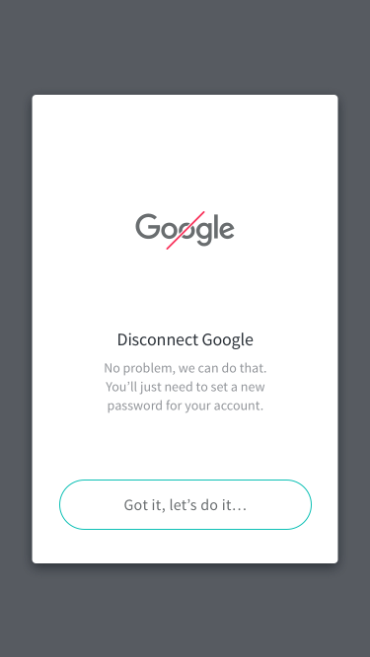 Google
Disconnect Google
No problem, we can do that.
You'll just need to set a new
password for your account.
Got it, let's do it...